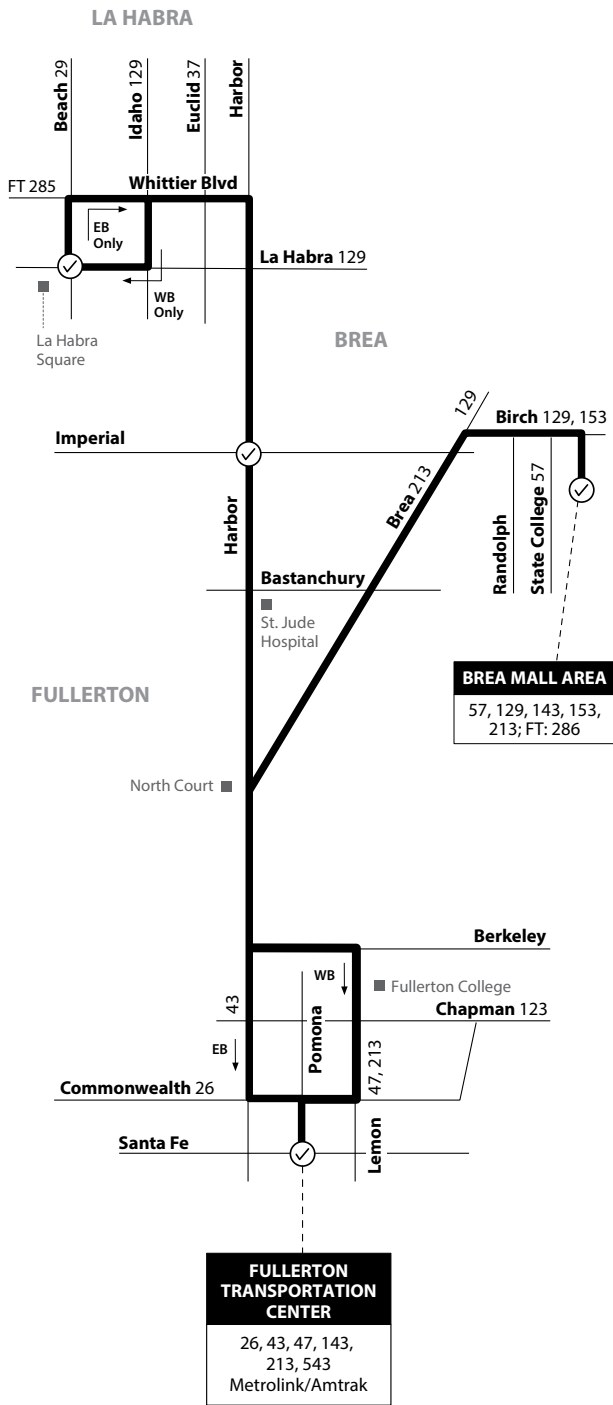 LA HABRA
Beach 29
Idaho 129
Euclid 37
Harbor
FT 285
Whittier Blvd
EB
Only
La Habra 129
WB
Only
La Habra
Square
BREA
129
Birch 129, 153
Imperial
Brea 213
Harbor
Randolph
State College 57
Bastanchury
St. Jude
Hospital
BREA MALL AREA
57, 129, 143, 153,
213; FT: 286
FULLERTON
North Court
Berkeley
WB
Fullerton College
43
Pomona
Chapman 123
EB
47, 213
Commonwealth 26
Santa Fe
Lemon
FULLERTON
TRANSPORTATION
CENTER
26, 43, 47, 143,
213, 543
Metrolink/Amtrak